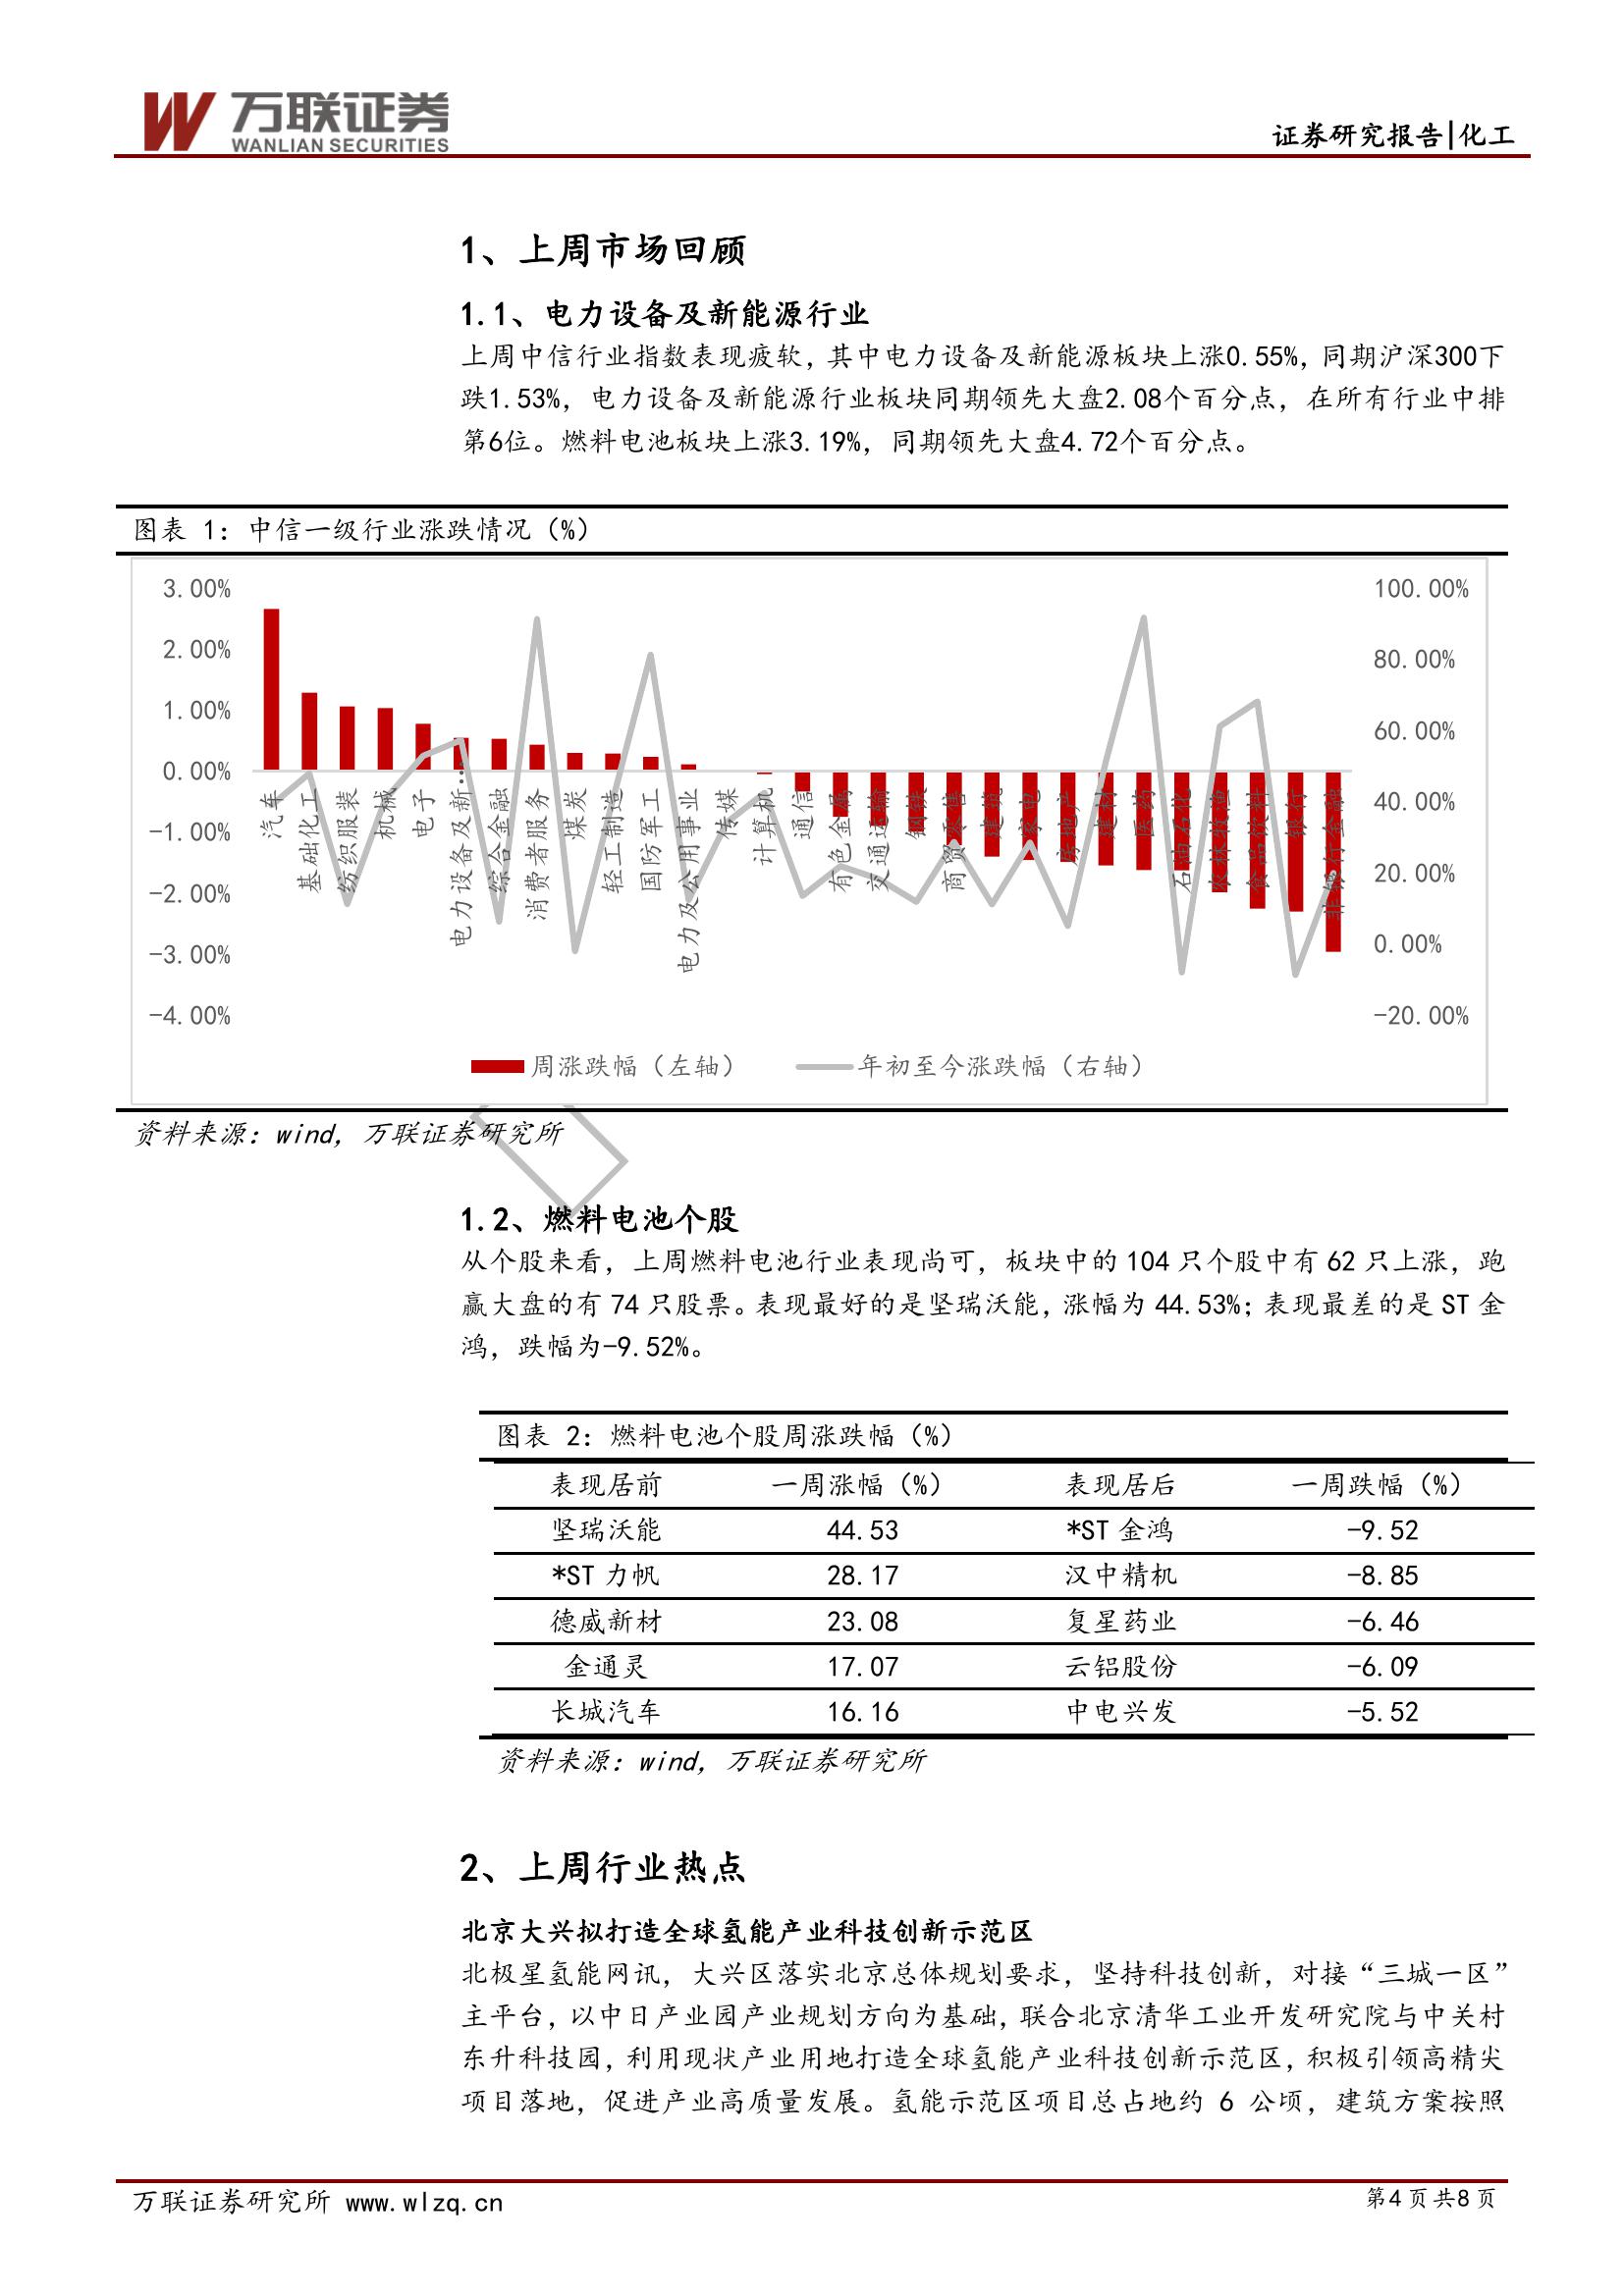 万联证券
WANLIAN SECURITIES
证券研究报告|化工
1、上周市场回顾
1.1、电力设备及新能源行业
上周中信行业指数表现疲软，其中电力设备及新能源板块上涨0.55%，同期沪深300下
跌1.53%，电力设备及新能源行业板块同期领先大盘2.08个百分点，在所有行业中排
第6位。燃料电池板块上涨3.19%，同期领先大盘4.72个百分点。
图表 1：中信一级行业涨跌情况（%）
3.00%
2.00%
1.00%
0.00%
-1.00%
-2.00%
-3.00%
-4.00%
100.00%
80.00%
60.00%
40.00%
20.00%
0.00%
-20.00%
汽车
基础化工
纺织服装
机械
电子
电力设备及新…
综合金融
消费者服务
煤炭
轻工制造
国防军工
电力及公用事业
传媒
计算机
通信
有色金属
交通运输
钢铁
商贸零售
建筑
家电
房地产
建材
医药
石油石化
农林牧渔
食品饮料
银行
非银行金融
周涨跌幅（左轴）
年初至今涨跌幅（右轴）
资料来源：wind，万联证券研究所
1.2、燃料电池个股
从个股来看，上周燃料电池行业表现尚可，板块中的 104 只个股中有 62 只上涨，跑
赢大盘的有 74 只股票。表现最好的是坚瑞沃能，涨幅为 44.53%；表现最差的是 ST 金
鸿，跌幅为-9.52%。
图表 2：燃料电池个股周涨跌幅（%）
表现居前 一周涨幅（%） 表现居后 一周跌幅（%）
坚瑞沃能 44.53 *ST 金鸿 -9.52
*ST 力帆 28.17 汉中精机 -8.85
德威新材 23.08 复星药业 -6.46
金通灵 17.07 云铝股份 -6.09
长城汽车 16.16 中电兴发 -5.52
资料来源：wind，万联证券研究所
2、上周行业热点
北京大兴拟打造全球氢能产业科技创新示范区
北极星氢能网讯，大兴区落实北京总体规划要求，坚持科技创新，对接“三城一区”
主平台，以中日产业园产业规划方向为基础，联合北京清华工业开发研究院与中关村
东升科技园，利用现状产业用地打造全球氢能产业科技创新示范区，积极引领高精尖
项目落地，促进产业高质量发展。氢能示范区项目总占地约 6 公顷，建筑方案按照
万联证券研究所 www.wlzq.cn
第4页共8页